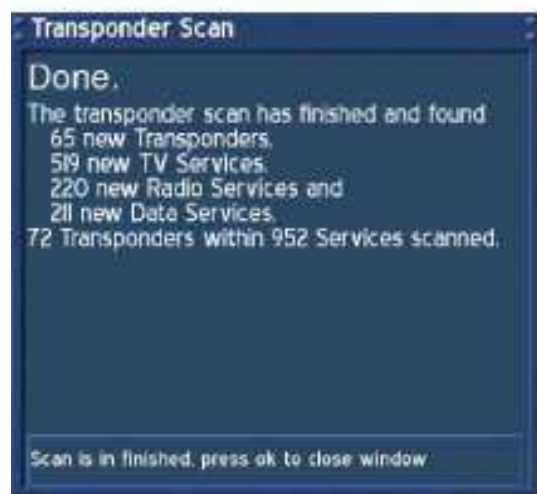 Transponder Scan
Done.
The transponder scan has finished and found
65 new Transponders,
519 new TV Services,
220 new Radio Services and
211 new Data Services.
72 Transponders within 952 Services scanned.
Scan is in finished, press ok to close window